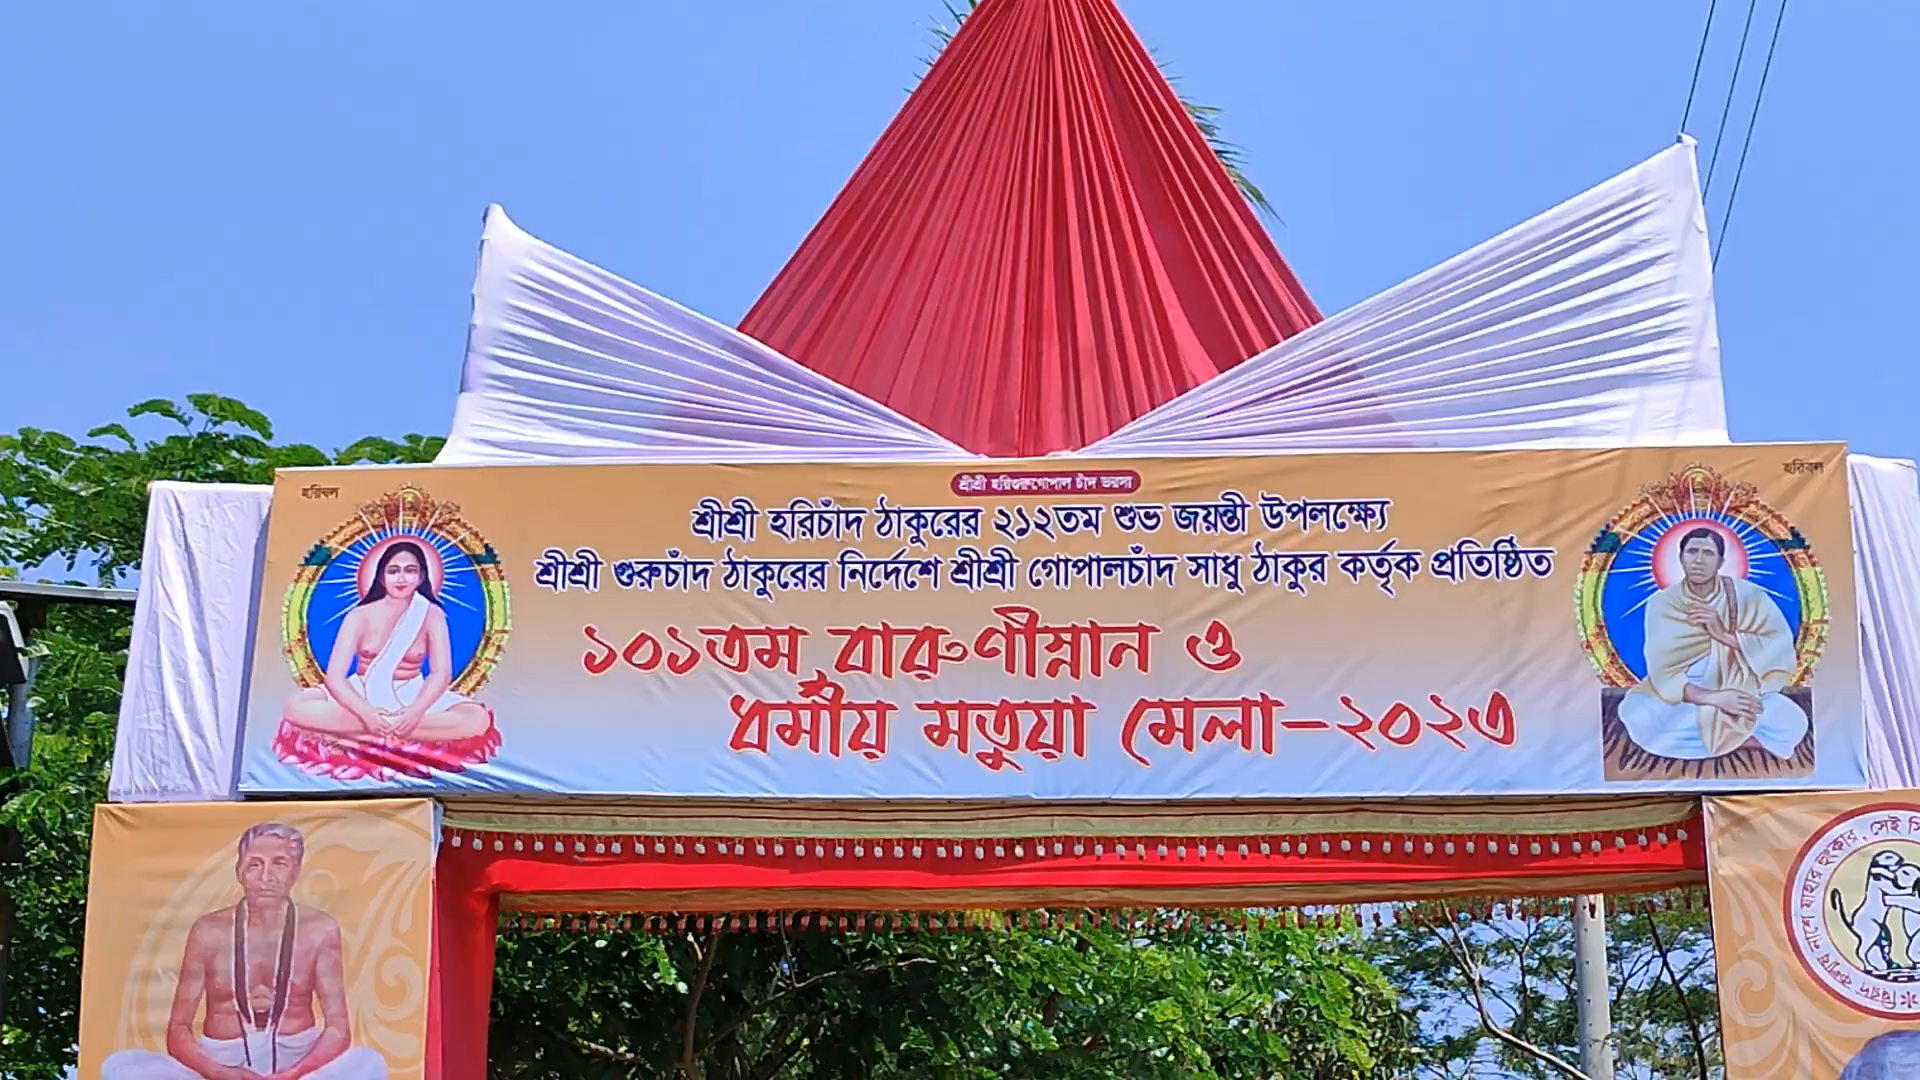 শ্রীশ্রী হরিগুরুগোপাল চাঁদ ভরসা
হরিবল
হরিবল
শ্রীশ্রী হরিচাঁদ ঠাকুরের ২১২তম শুভ জয়ন্তী উপলক্ষ্যে
শ্রীশ্রী গুরুচাঁদ ঠাকুরের নির্দেশে শ্রীশ্রী গোপালচাঁদ সাধু ঠাকুর কর্তৃক প্রতিষ্ঠিত
১০১তম বারুণীস্নান ও
ধর্মীয় মতুয়া মেলা-২০২৩
নাশে যাহার হুংকার, সেই